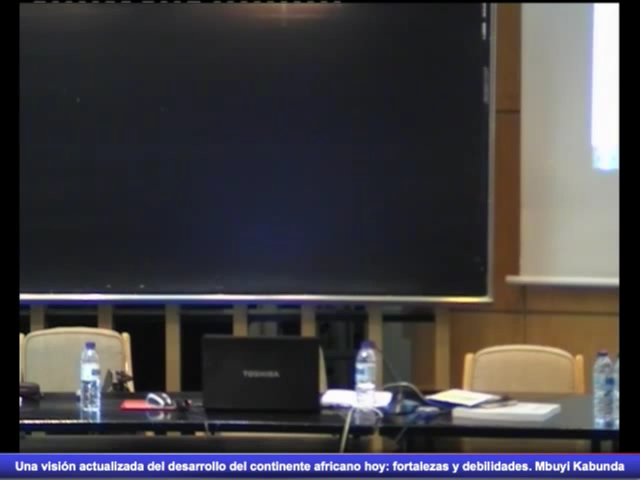 TOSHIBA
Una visión actualizada del desarrollo del continente africano hoy: fortalezas y debilidades. Mbuyi Kabunda